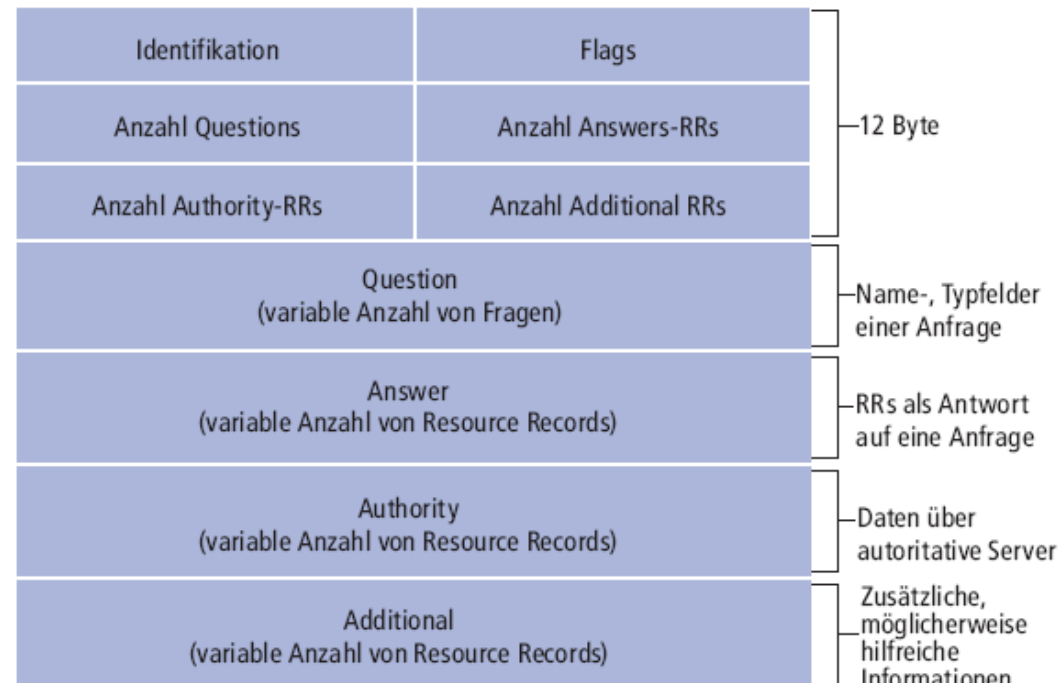 Identifikation
Flags
Anzahl Questions
Anzahl Answers-RRs
12 Byte
Anzahl Authority-RRs
Anzahl Additional RRs
Question
(variable Anzahl von Fragen)
Name-, Typfelder
einer Anfrage
Answer
(variable Anzahl von Resource Records)
RRs als Antwort
auf eine Anfrage
Authority
(variable Anzahl von Resource Records)
Daten über
autoritative Server
Additional
(variable Anzahl von Resource Records)
Zusätzliche,
möglicherweise
hilfreiche
Informationen